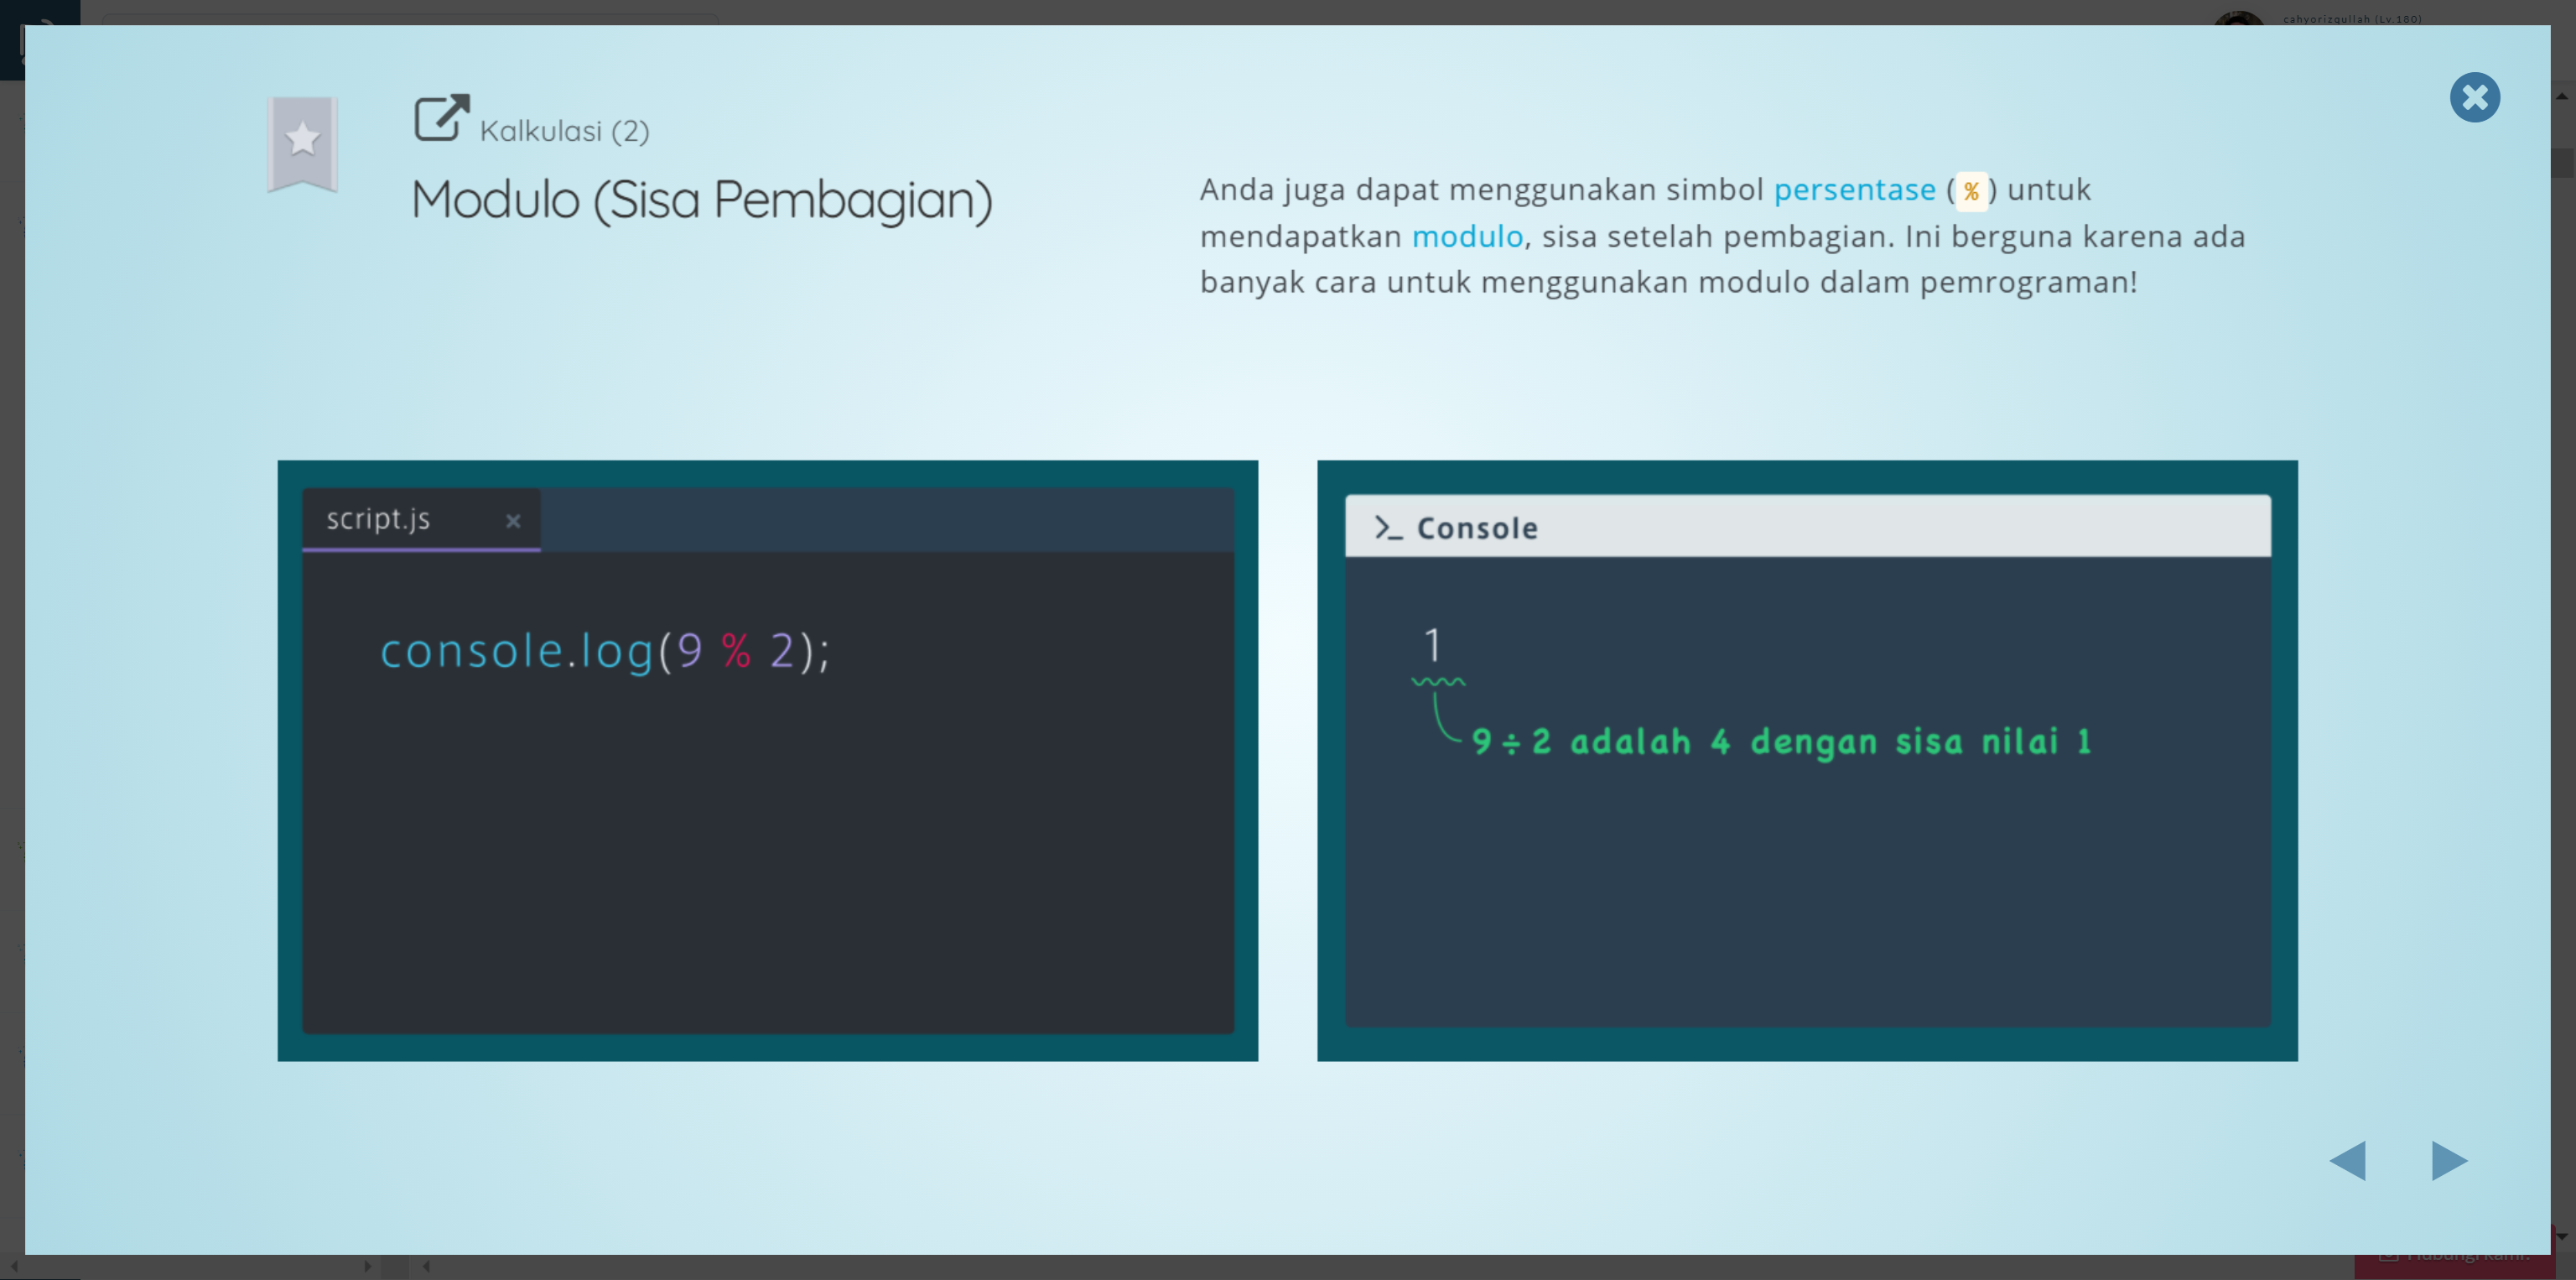 cahyorizqullah (Lv.180)
Kalkulasi (2)
Modulo (Sisa Pembagian)
Anda juga dapat menggunakan simbol persentase (%) untuk
mendapatkan modulo, sisa setelah pembagian. Ini berguna karena ada
banyak cara untuk menggunakan modulo dalam pemrograman!
script.js ×
console.log(9 % 2);
>_ Console
1
9 ÷ 2 adalah 4 dengan sisa nilai 1